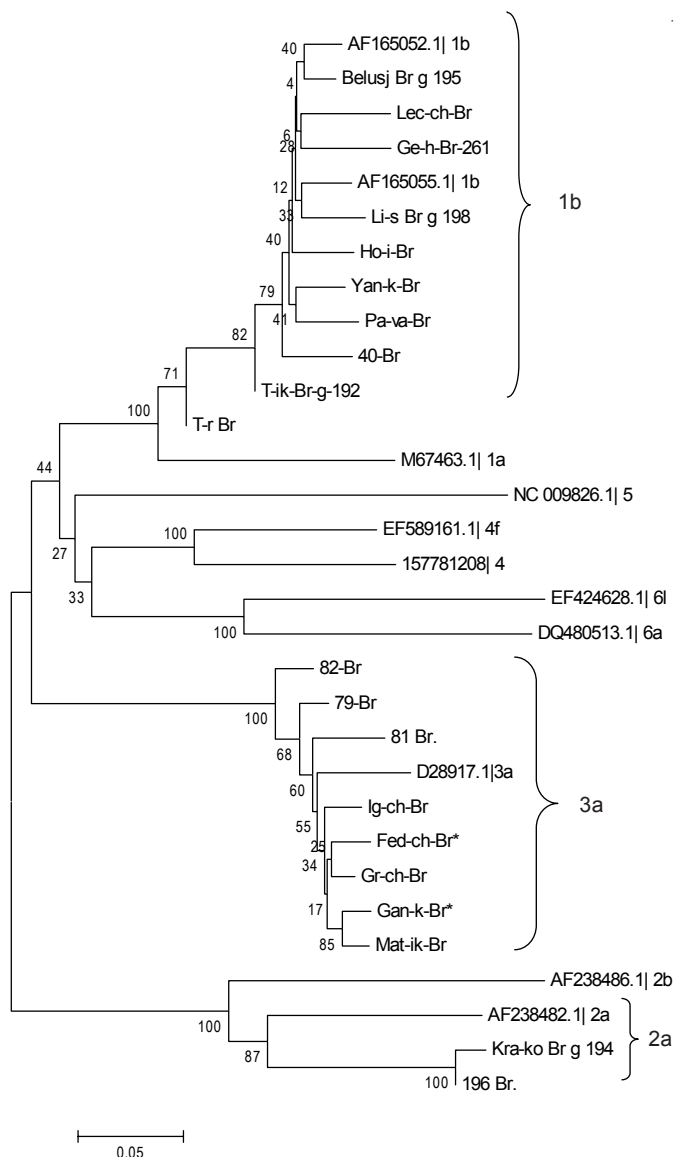 40
AF165052.1| 1b
4
Belusj Br g 195
Lec-ch-Br
6
28
Ge-h-Br-261
12
AF165055.1| 1b
33
Li-s Br g 198
1b
40
Ho-i-Br
79
Yan-k-Br
41
Pa-va-Br
82
40-Br
71
T-ik-Br-g-192
100
T-r Br
44
M67463.1| 1a
NC 009826.1| 5
100
EF589161.1| 4f
27
157781208| 4
33
EF424628.1| 6l
100
DQ480513.1| 6a
82-Br
100
79-Br
68
81 Br.
60
D28917.1|3a
55
Ig-ch-Br
3a
25
Fed-ch-Br*
34
Gr-ch-Br
17
Gan-k-Br*
85
Mat-ik-Br
AF238486.1| 2b
100
AF238482.1| 2a
87
Kra-ko Br g 194
2a
100
196 Br.
0.05